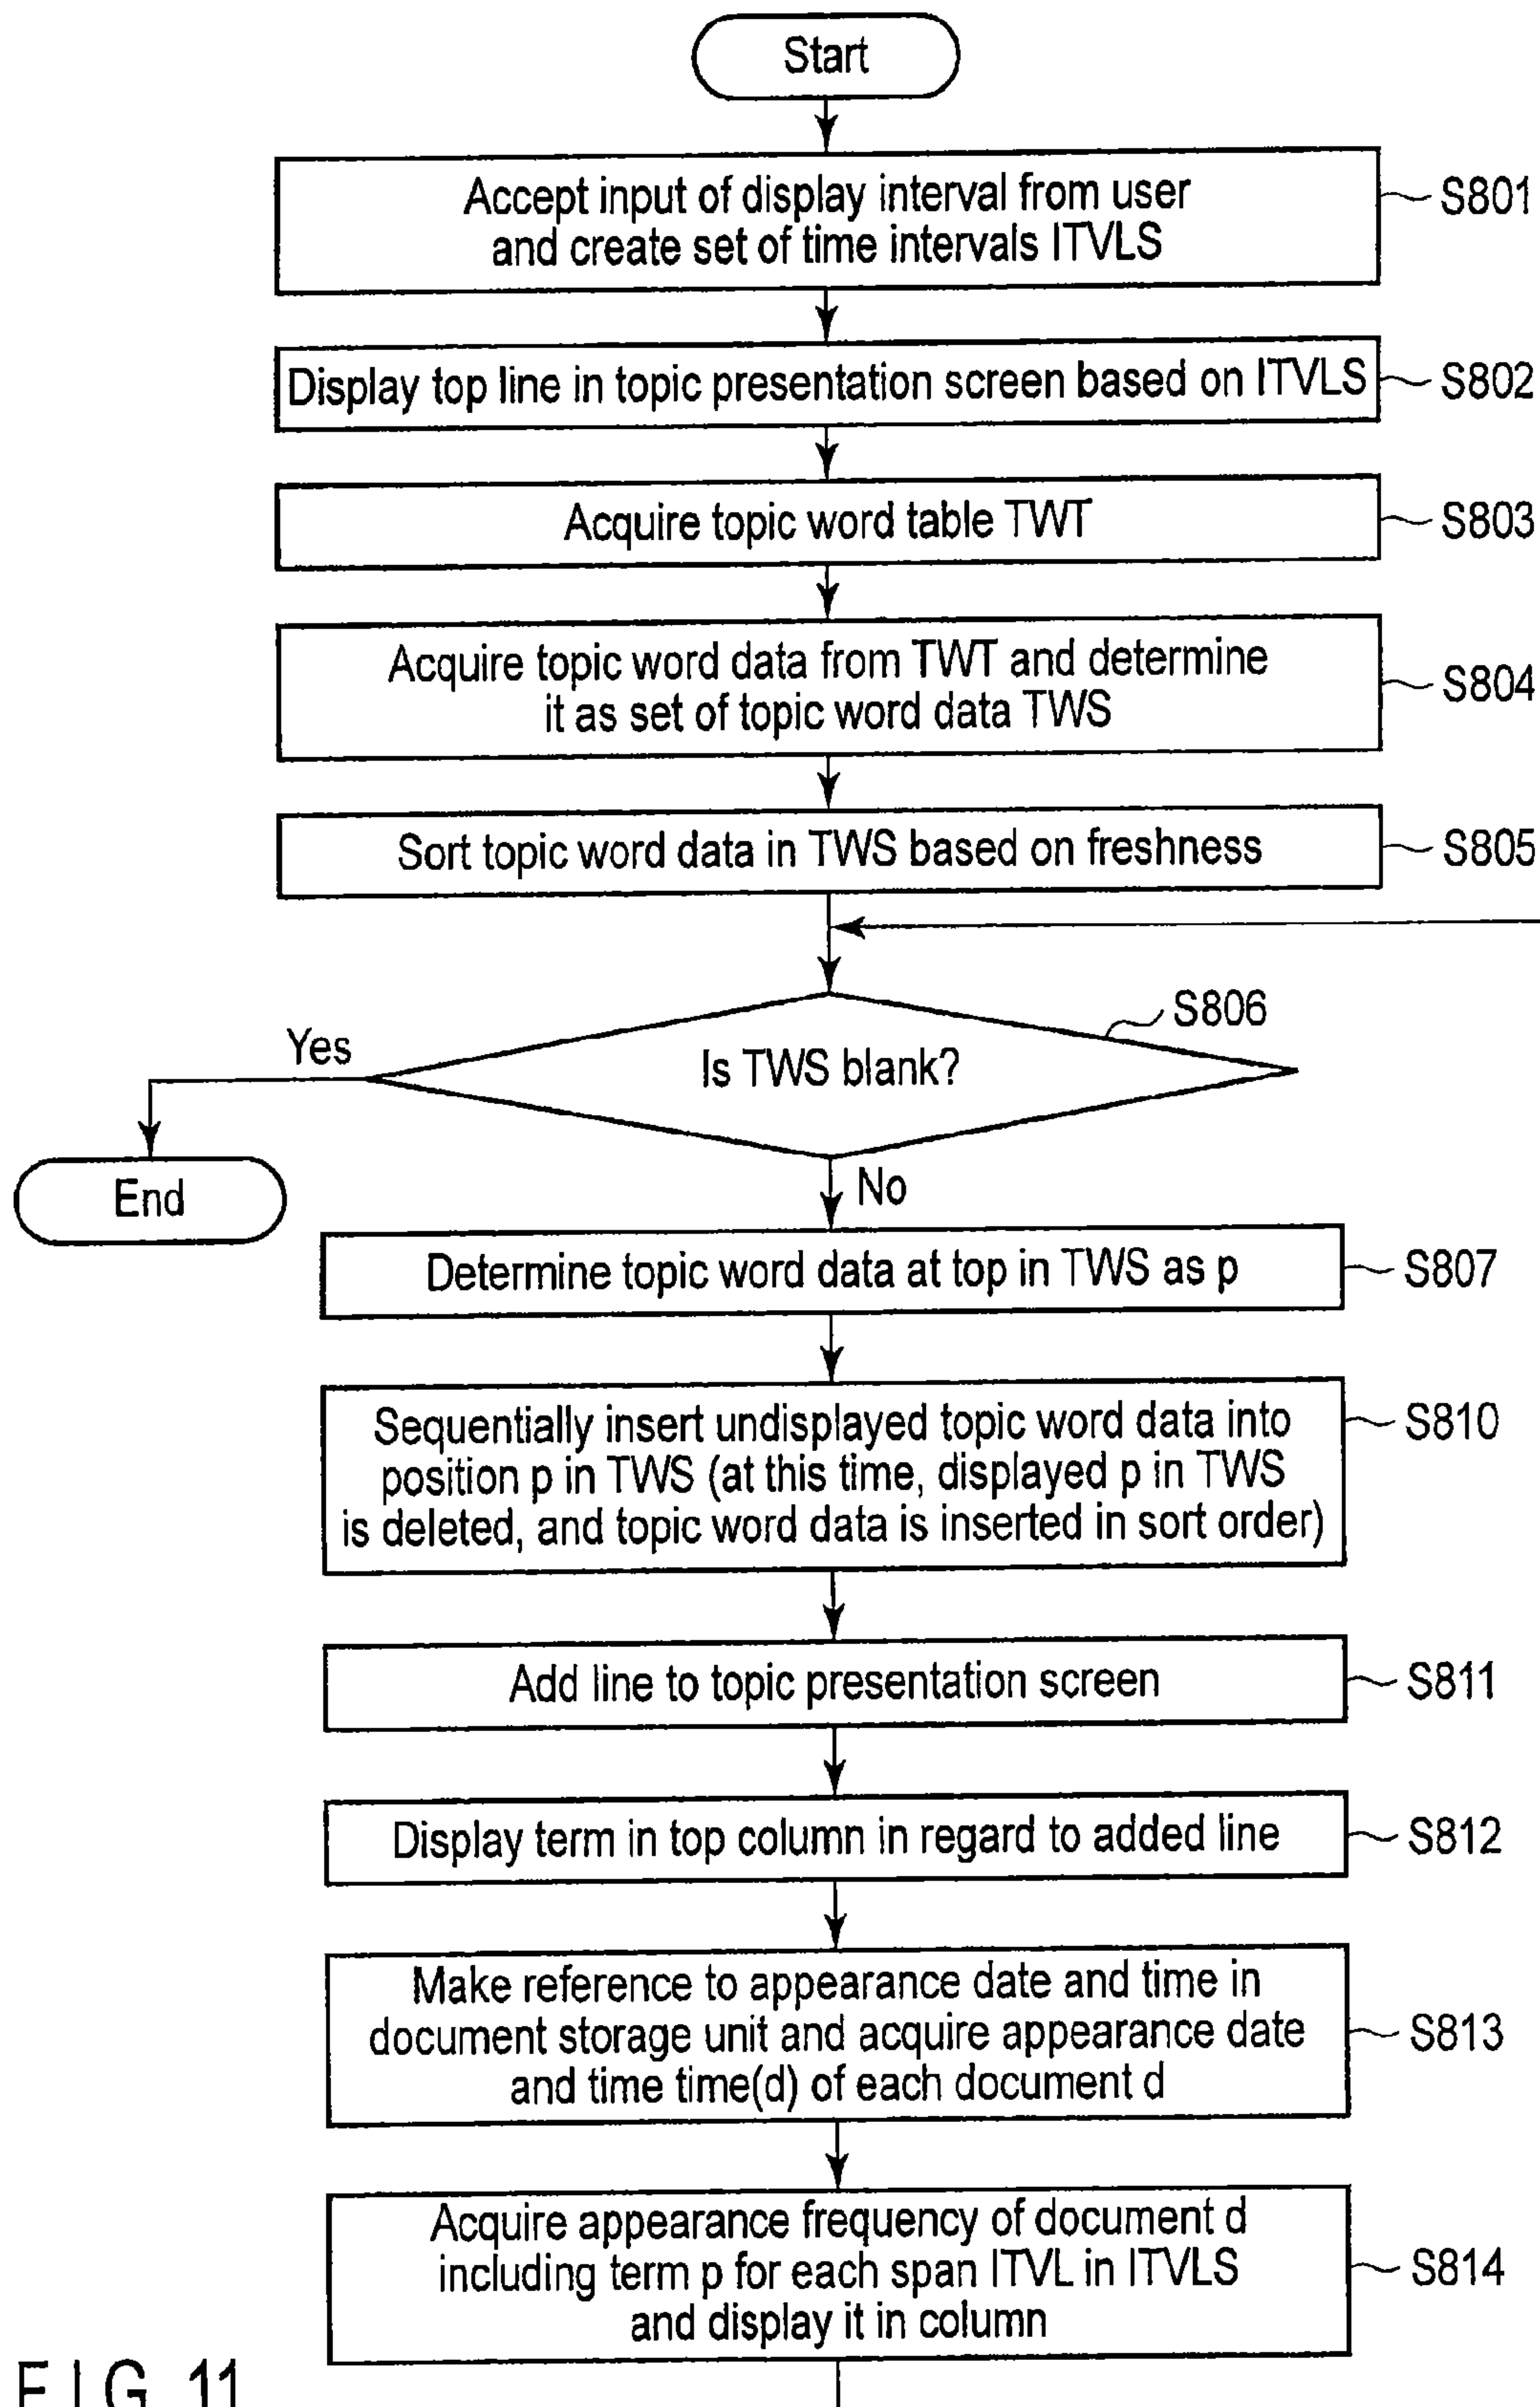 Start
Accept input of display interval from user
and create set of time intervals ITVLS
S801
Display top line in topic presentation screen based on ITVLS
S802
Acquire topic word table TWT
S803
Acquire topic word data from TWT and determine
it as set of topic word data TWS
S804
Sort topic word data in TWS based on freshness
S805
S806
Yes
Is TWS blank?
End
No
Determine topic word data at top in TWS as p
S807
Sequentially insert undisplayed topic word data into
position p in TWS (at this time, displayed p in TWS
is deleted, and topic word data is inserted in sort order)
S810
Add line to topic presentation screen
S811
Display term in top column in regard to added line
S812
Make reference to appearance date and time in
document storage unit and acquire appearance date
and time time(d) of each document d
S813
Acquire appearance frequency of document d
including term p for each span ITVL in ITVLS
and display it in column
S814
FIG. 11